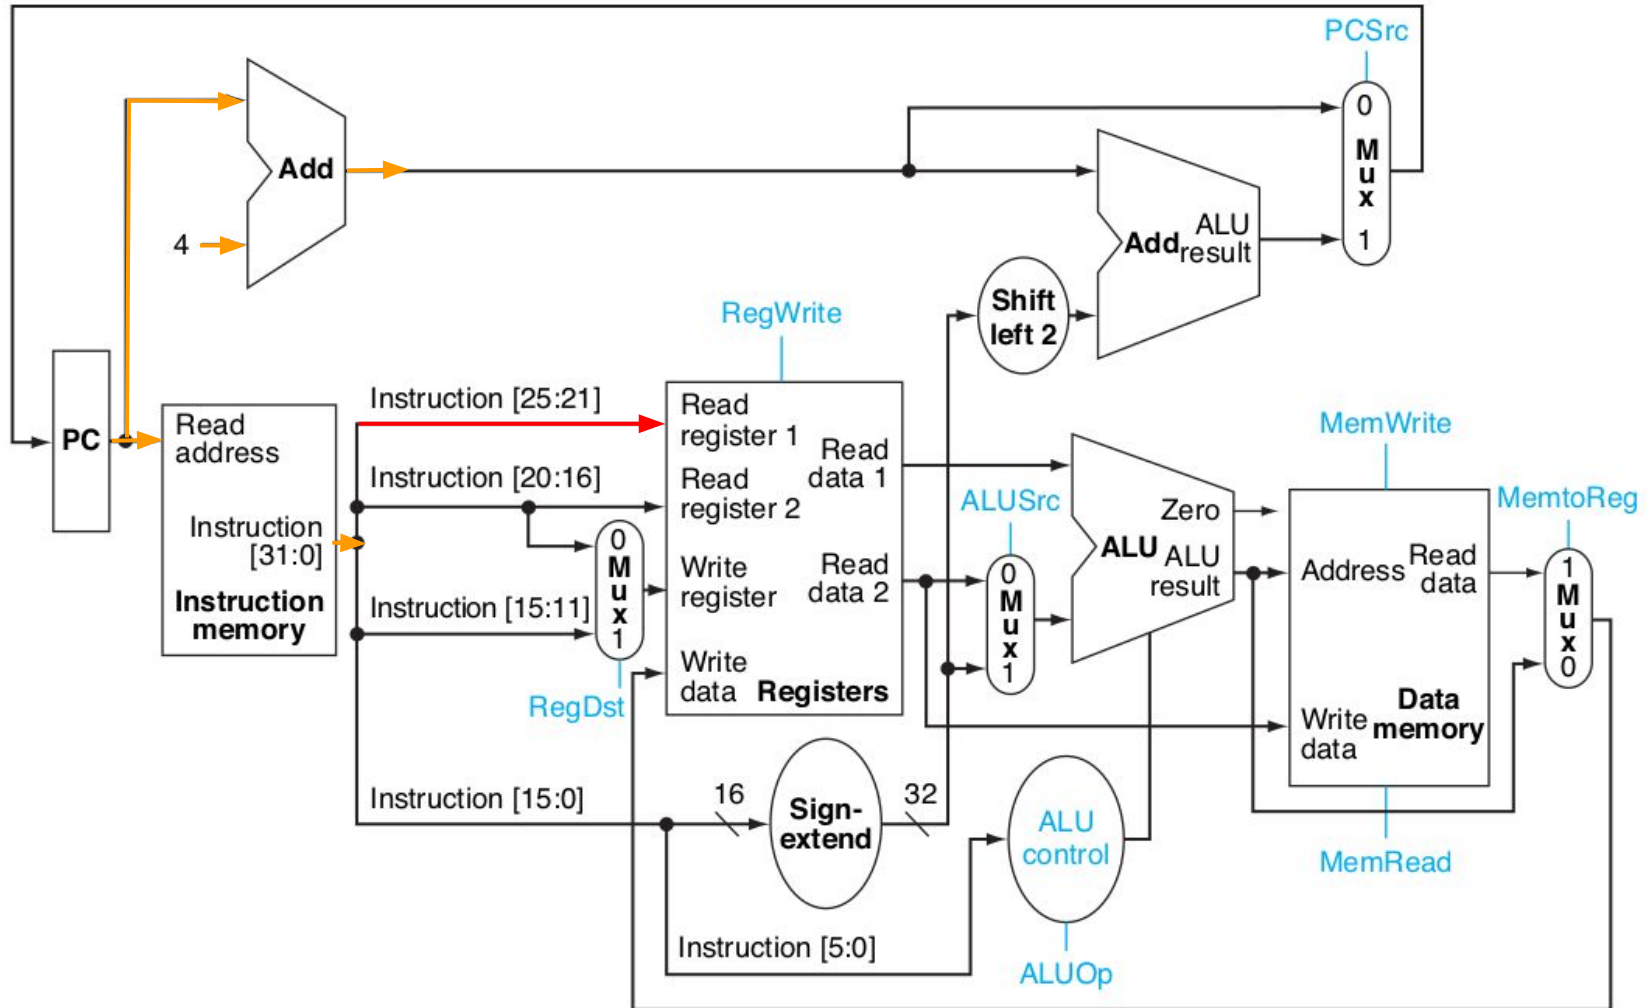 PCSrc
0
M
u
x
1
Add
4
Add
ALU
result
Shift
left 2
RegWrite
PC
Read
address
Instruction
[31:0]
Instruction
memory
Instruction [25:21]
Instruction [20:16]
Instruction [15:11]
Instruction [15:0]
Instruction [5:0]
0
M
u
x
1
RegDst
Read
register 1
Read
register 2
Write
register
Write
data
Registers
Read
data 1
Read
data 2
16
Sign-
extend
32
ALUSrc
0
M
u
x
1
ALU
Zero
ALU
result
ALU
control
ALUOp
MemWrite
Address
Read
data
Write
data
Data
memory
MemRead
MemtoReg
1
M
u
x
0